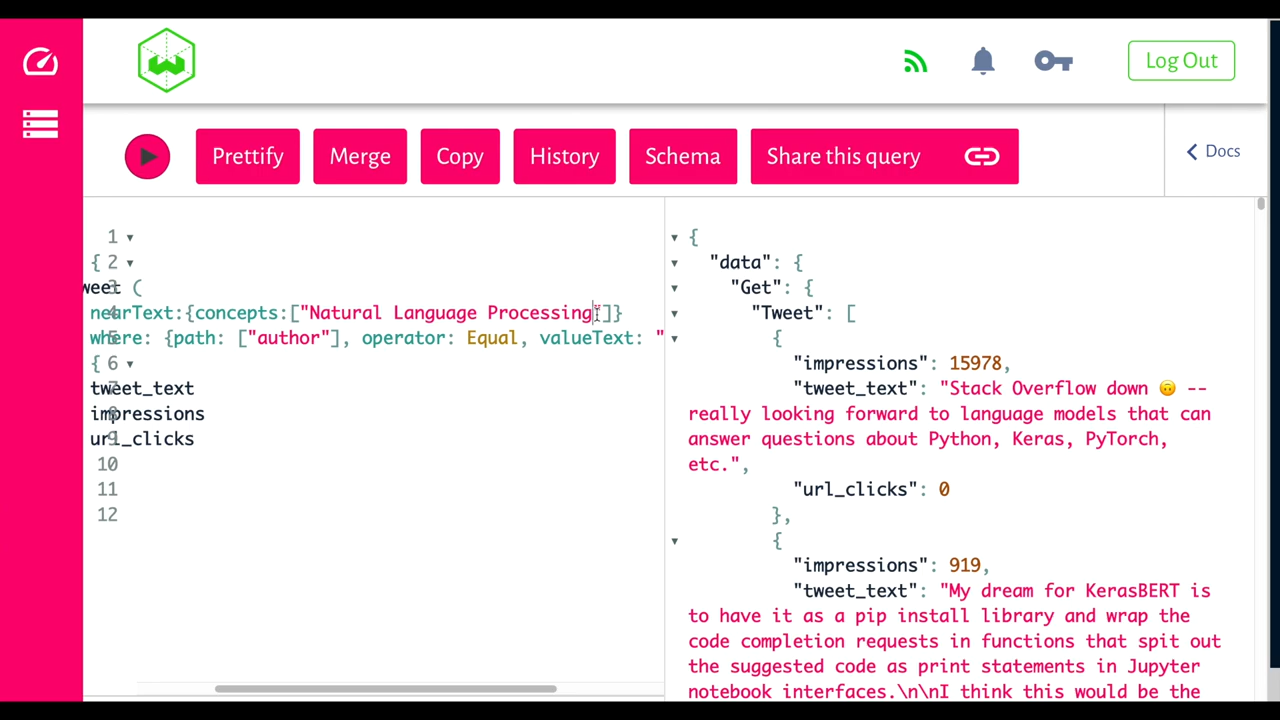 Log Out
Prettify
Merge
Copy
History
Schema
Share this query
Docs
1
{ 2
weet (
nearText:{concepts:["Natural Language Processing"]}
where: {path: ["author"], operator: Equal, valueText: "
{ 6
tweet_text
impressions
url_clicks
10
11
12
{
"data": {
"Get": {
"Tweet": [
{
"impressions": 15978,
"tweet_text": "Stack Overflow down 🙃 --
really looking forward to language models that can
answer questions about Python, Keras, PyTorch,
etc.",
"url_clicks": 0
},
{
"impressions": 919,
"tweet_text": "My dream for KerasBERT is
to have it as a pip install library and wrap the
code completion requests in functions that spit out
the suggested code as print statements in Jupyter
notebook interfaces.\n\nI think this would be the